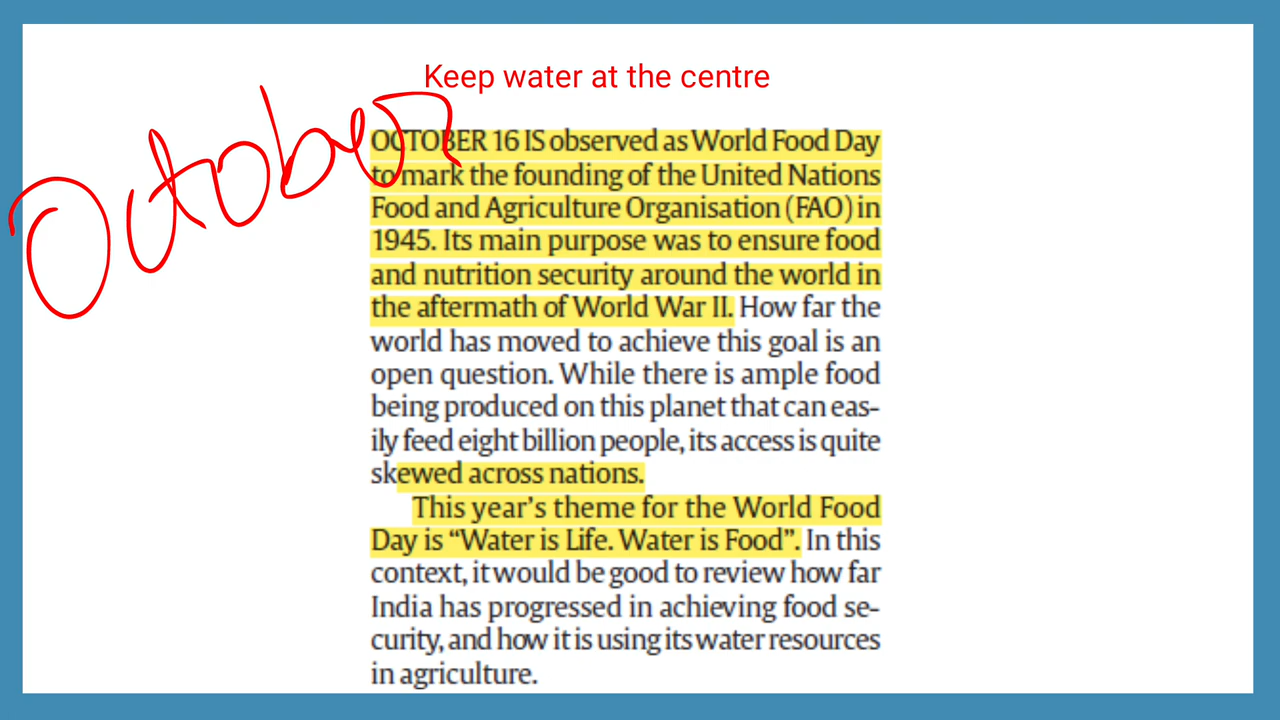 Keep water at the centre
October
OCTOBER 16 IS observed as World Food Day
to mark the founding of the United Nations
Food and Agriculture Organisation (FAO) in
1945. Its main purpose was to ensure food
and nutrition security around the world in
the aftermath of World War II. How far the
world has moved to achieve this goal is an
open question. While there is ample food
being produced on this planet that can eas-
ily feed eight billion people, its access is quite
skewed across nations.
This year's theme for the World Food
Day is “Water is Life. Water is Food”. In this
context, it would be good to review how far
India has progressed in achieving food se-
curity, and how it is using its water resources
in agriculture.